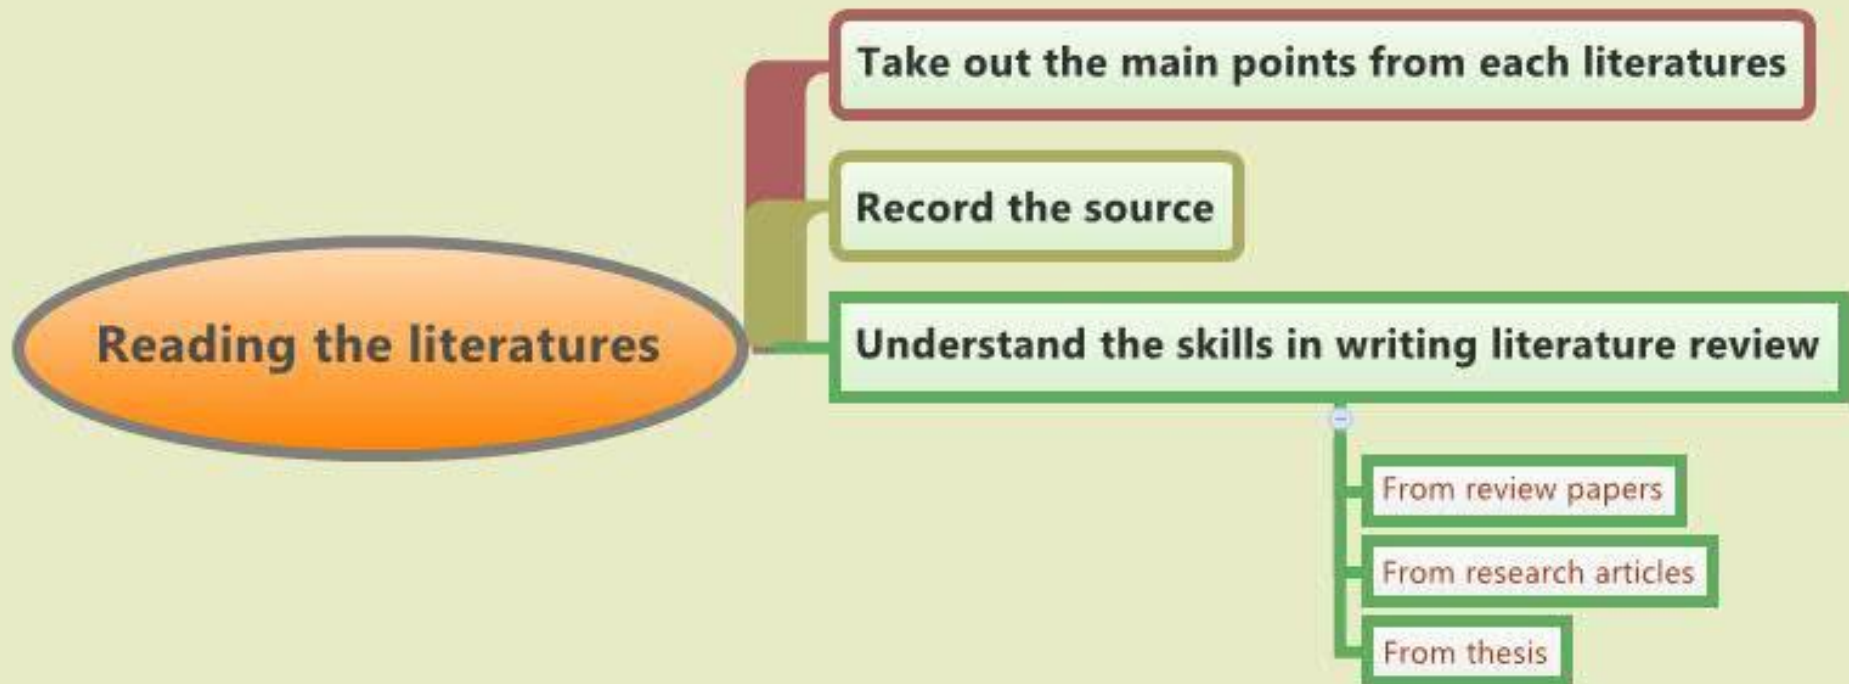 Take out the main points from each literatures
Record the source
Reading the literatures
Understand the skills in writing literature review
From review papers
From research articles
From thesis